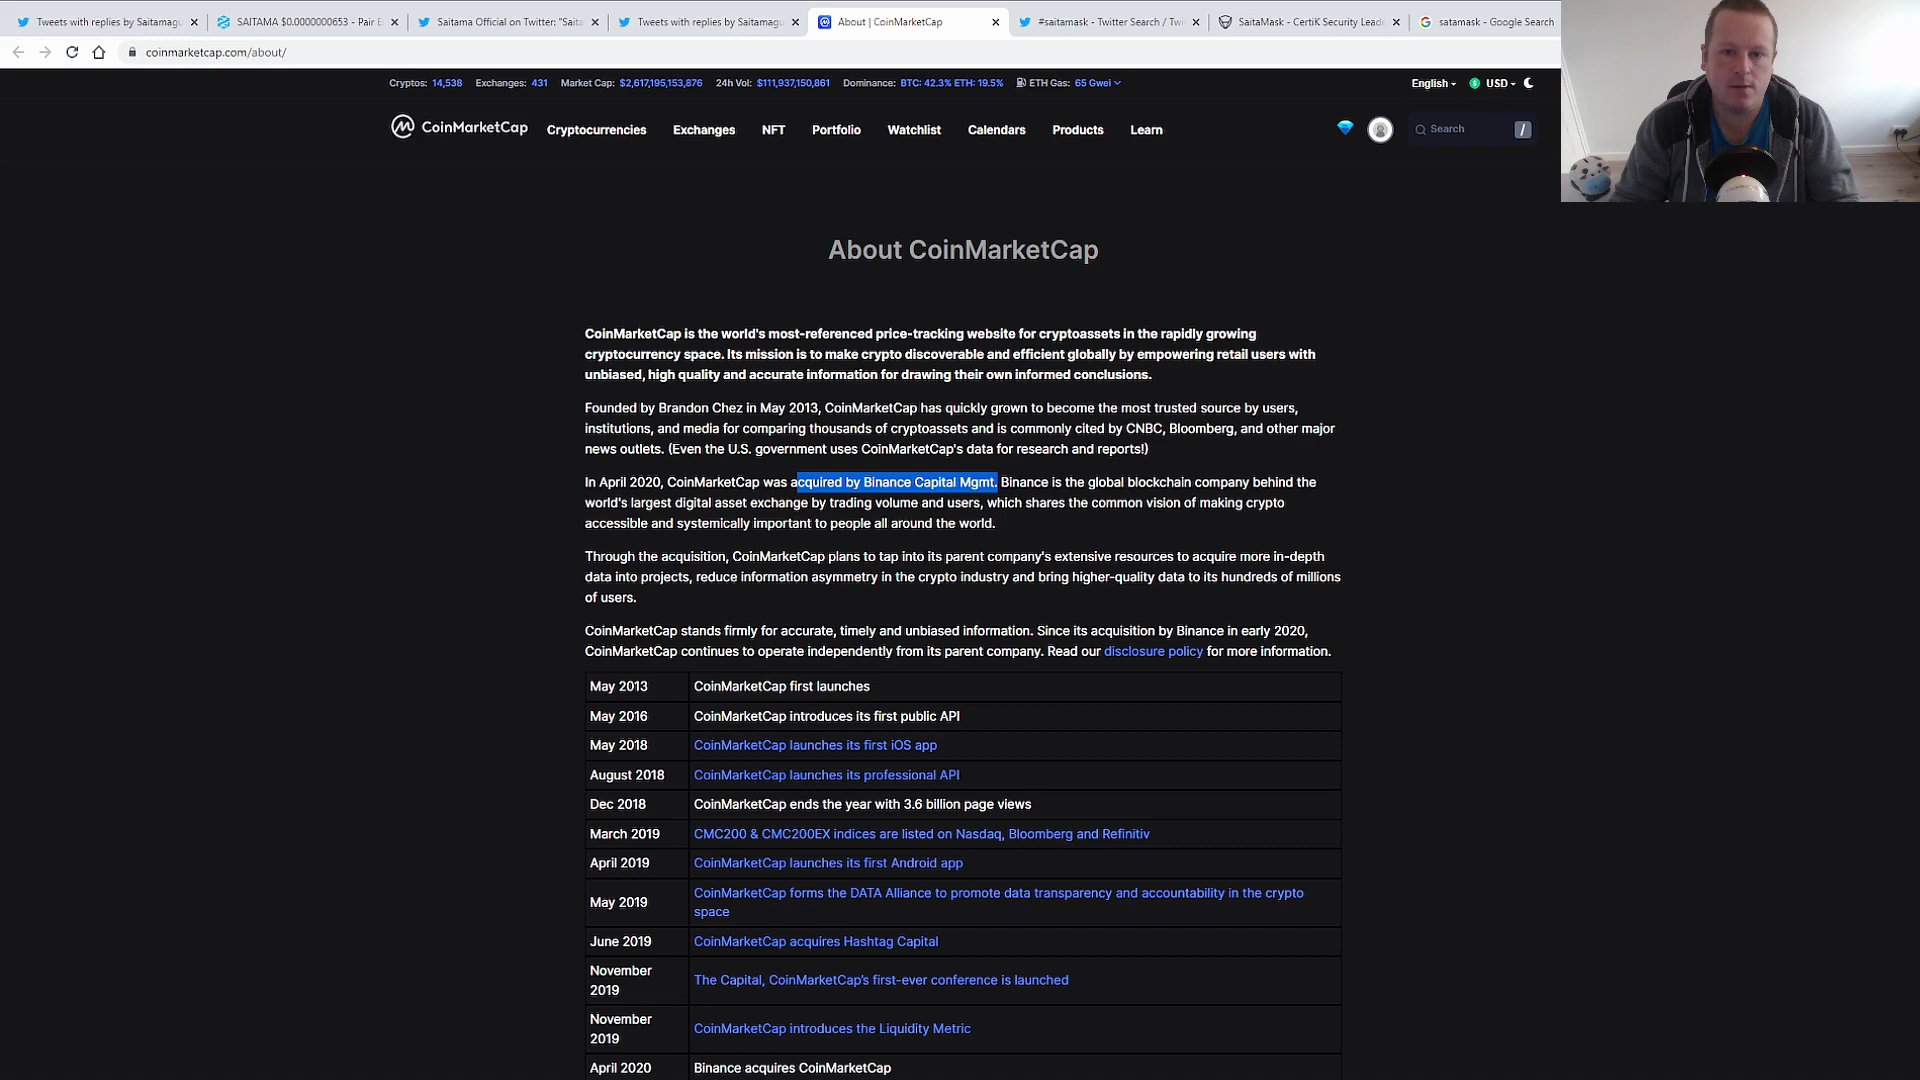 Tweets with replies by Saitamagu
SAITAMA $0.0000000653 - Pair E
Saitama Official on Twitter: "Saita
Tweets with replies by Saitamagu
About | CoinMarketCap
#saitamask - Twitter Search / Twi
SaitaMask - CertiK Security Leade
satamask - Google Search
coinmarketcap.com/about/
Cryptos: 14,538 Exchanges: 431 Market Cap: $2,617,195,153,876 24h Vol: $111,937,150,861 Dominance: BTC: 42.3% ETH: 19.5% ETH Gas: 65 Gwei
English USD
CoinMarketCap Cryptocurrencies Exchanges NFT Portfolio Watchlist Calendars Products Learn Search /
About CoinMarketCap
CoinMarketCap is the world's most-referenced price-tracking website for cryptoassets in the rapidly growing
cryptocurrency space. Its mission is to make crypto discoverable and efficient globally by empowering retail users with
unbiased, high quality and accurate information for drawing their own informed conclusions.
Founded by Brandon Chez in May 2013, CoinMarketCap has quickly grown to become the most trusted source by users,
institutions, and media for comparing thousands of cryptoassets and is commonly cited by CNBC, Bloomberg, and other major
news outlets. (Even the U.S. government uses CoinMarketCap's data for research and reports!)
In April 2020, CoinMarketCap was acquired by Binance Capital Mgmt. Binance is the global blockchain company behind the
world's largest digital asset exchange by trading volume and users, which shares the common vision of making crypto
accessible and systemically important to people all around the world.
Through the acquisition, CoinMarketCap plans to tap into its parent company's extensive resources to acquire more in-depth
data into projects, reduce information asymmetry in the crypto industry and bring higher-quality data to its hundreds of millions
of users.
CoinMarketCap stands firmly for accurate, timely and unbiased information. Since its acquisition by Binance in early 2020,
CoinMarketCap continues to operate independently from its parent company. Read our disclosure policy for more information.
May 2013 CoinMarketCap first launches
May 2016 CoinMarketCap introduces its first public API
May 2018 CoinMarketCap launches its first iOS app
August 2018 CoinMarketCap launches its professional API
Dec 2018 CoinMarketCap ends the year with 3.6 billion page views
March 2019 CMC200 & CMC200EX indices are listed on Nasdaq, Bloomberg and Refinitiv
April 2019 CoinMarketCap launches its first Android app
May 2019 CoinMarketCap forms the DATA Alliance to promote data transparency and accountability in the crypto
space
June 2019 CoinMarketCap acquires Hashtag Capital
November
2019
The Capital, CoinMarketCap's first-ever conference is launched
November
2019
CoinMarketCap introduces the Liquidity Metric
April 2020 Binance acquires CoinMarketCap